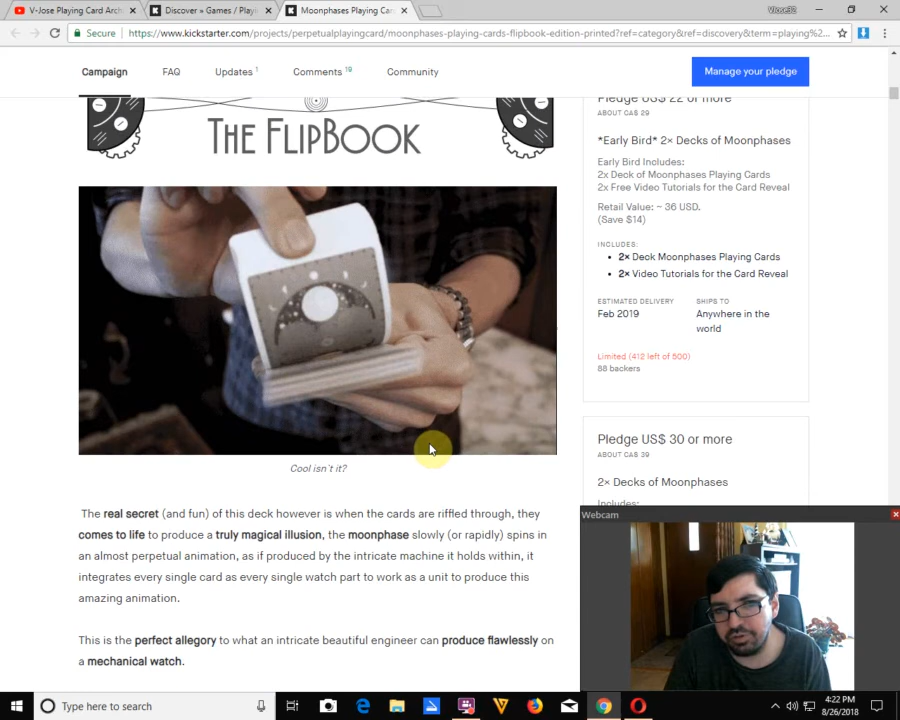 V-Jose Playing Card Arch
Discover » Games / Playi
Moonphases Playing Car
VJose32
Secure
https://www.kickstarter.com/projects/perpetualplayingcard/moonphases-playing-cards-flipbook-edition-printed?ref=category&ref=discovery&term=playing%2...
Campaign
FAQ
Updates 1
Comments 19
Community
Manage your pledge
THE FLIPBOOK
Cool isn't it?
The real secret (and fun) of this deck however is when the cards are riffled through, they
comes to life to produce a truly magical illusion, the moonphase slowly (or rapidly) spins in
an almost perpetual animation, as if produced by the intricate machine it holds within, it
integrates every single card as every single watch part to work as a unit to produce this
amazing animation.
This is the perfect allegory to what an intricate beautiful engineer can produce flawlessly on
a mechanical watch.
Pledge US$ 22 or more
ABOUT CA$ 29
*Early Bird* 2× Decks of Moonphases
Early Bird Includes:
2x Deck of Moonphases Playing Cards
2x Free Video Tutorials for the Card Reveal
Retail Value: ~ 36 USD.
(Save $14)
INCLUDES:
2× Deck Moonphases Playing Cards
2× Video Tutorials for the Card Reveal
ESTIMATED DELIVERY
Feb 2019
SHIPS TO
Anywhere in the
world
Limited (412 left of 500)
88 backers
Pledge US$ 30 or more
ABOUT CA$ 39
2× Decks of Moonphases
Includes:
Webcam
Type here to search
4:22 PM
8/26/2018